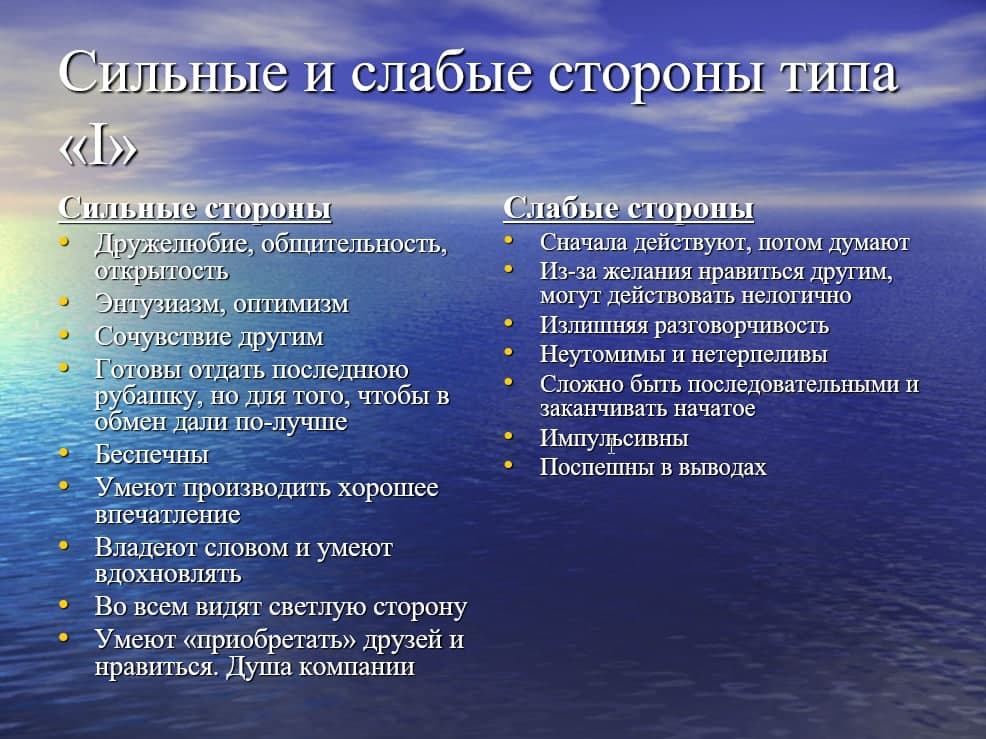 Сильные и слабые стороны типа
«I»
Сильные стороны
• Дружелюбие, общительность,
открытость
• Энтузиазм, оптимизм
• Сочувствие другим
• Готовы отдать последнюю
рубашку, но для того, чтобы в
обмен дали по-лучше
• Беспечны
• Умеют производить хорошее
впечатление
• Владеют словом и умеют
вдохновлять
• Во всем видят светлую сторону
• Умеют «приобретать» друзей и
нравиться. Душа компании
Слабые стороны
• Сначала действуют, потом думают
• Из-за желания нравиться другим,
могут действовать нелогично
• Излишняя разговорчивость
• Неутомимы и нетерпеливы
• Сложно быть последовательными и
заканчивать начатое
• Импульсивны
• Поспешны в выводах